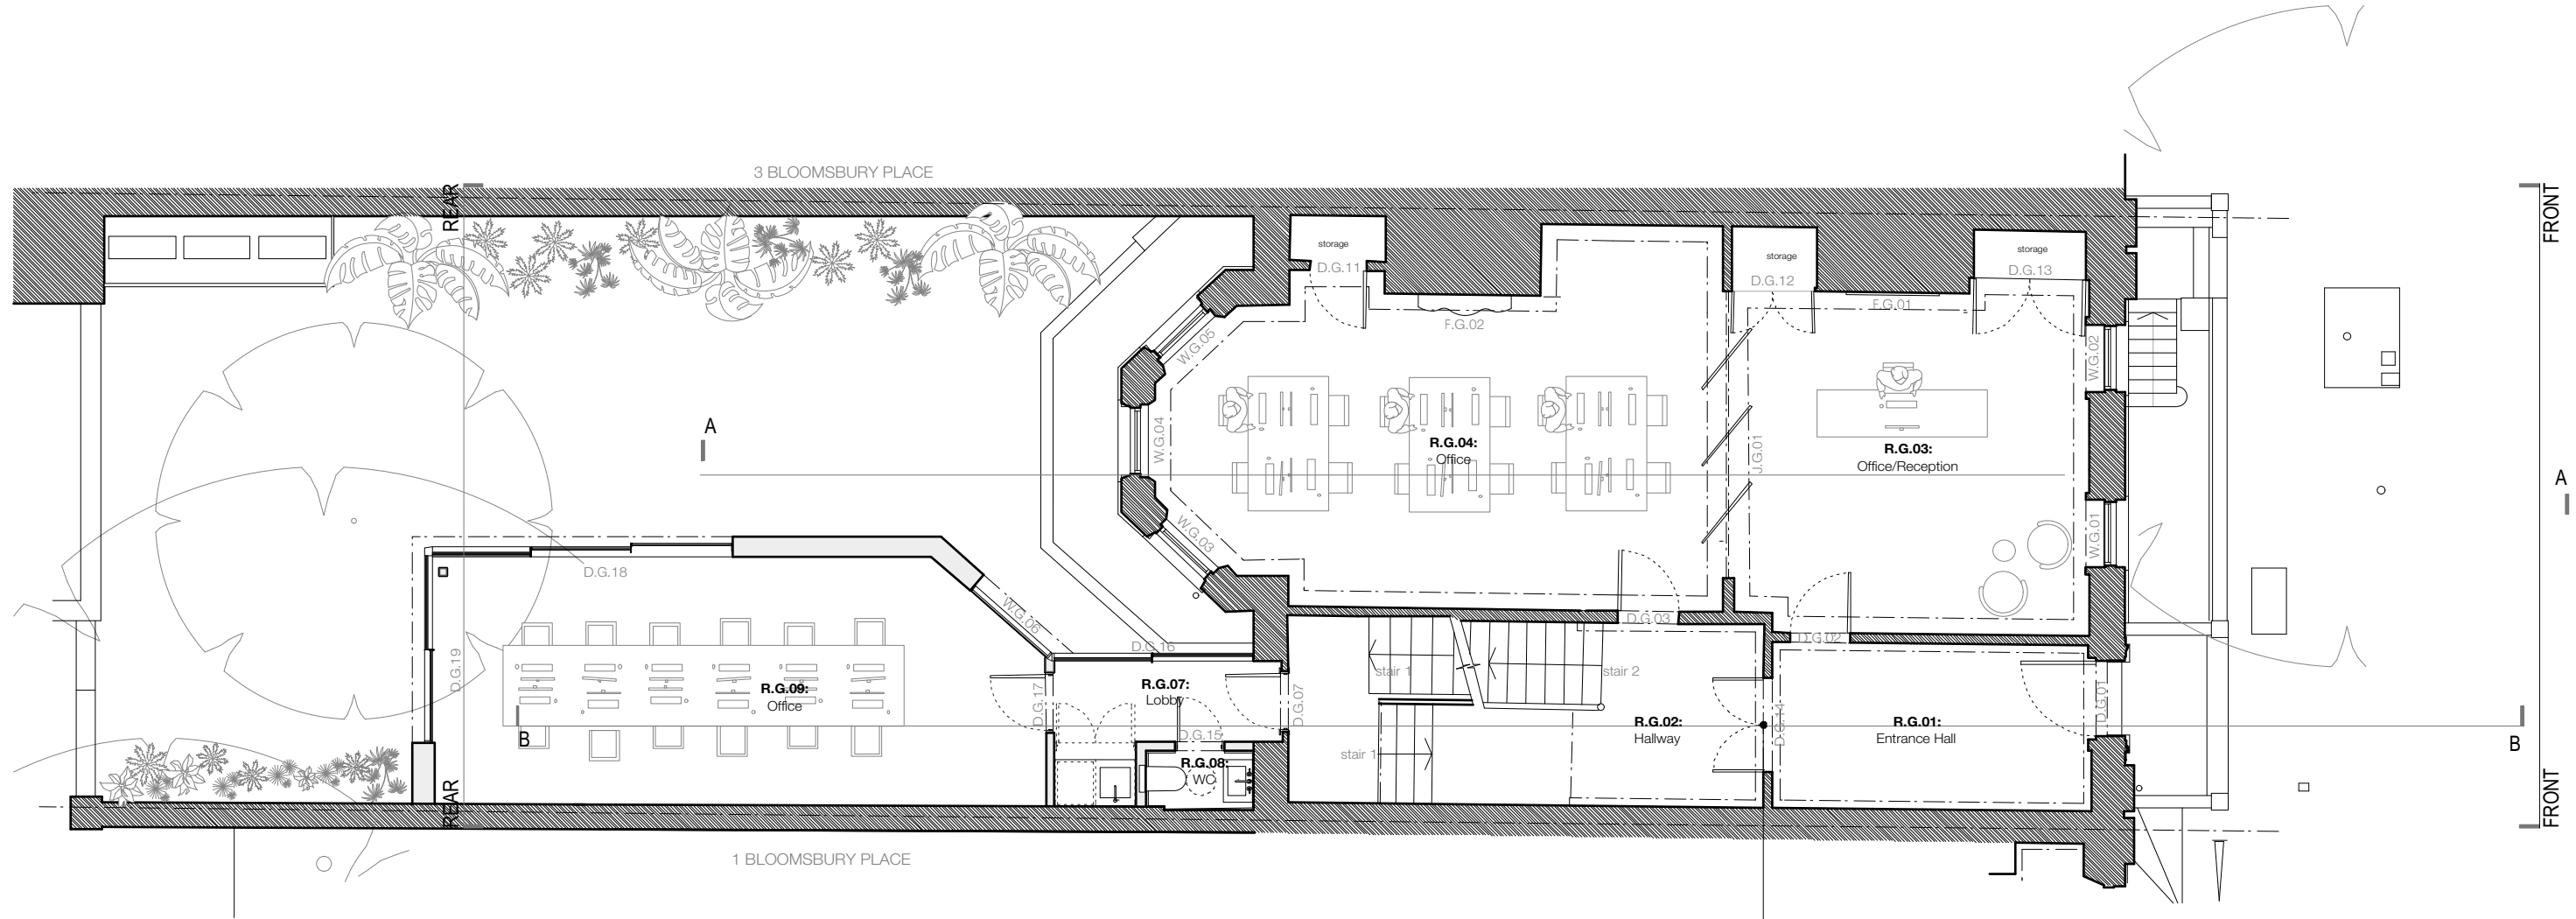 3 BLOOMSBURY PLACE
REAR
FRONT
storage
D.G.11
storage
D.G.12
storage
D.G.13
F.G.01
F.G.02
W.G.05
W.G.02
A
W.G.04
R.G.04:
Office
J.G.01
R.G.03:
Office/Reception
A
W.G.03
W.G.01
D.G.18
W.G.06
D.G.03
D.G.02
D.G.16
D.G.19
stair 1
stair 2
R.G.09:
Office
D.G.17
R.G.07:
Lobby
D.G.07
D.G.15
R.G.02:
Hallway
D.G.14
R.G.01:
Entrance Hall
D.G.01
B
B
stair 1
R.G.08:
WC
REAR
FRONT
1 BLOOMSBURY PLACE